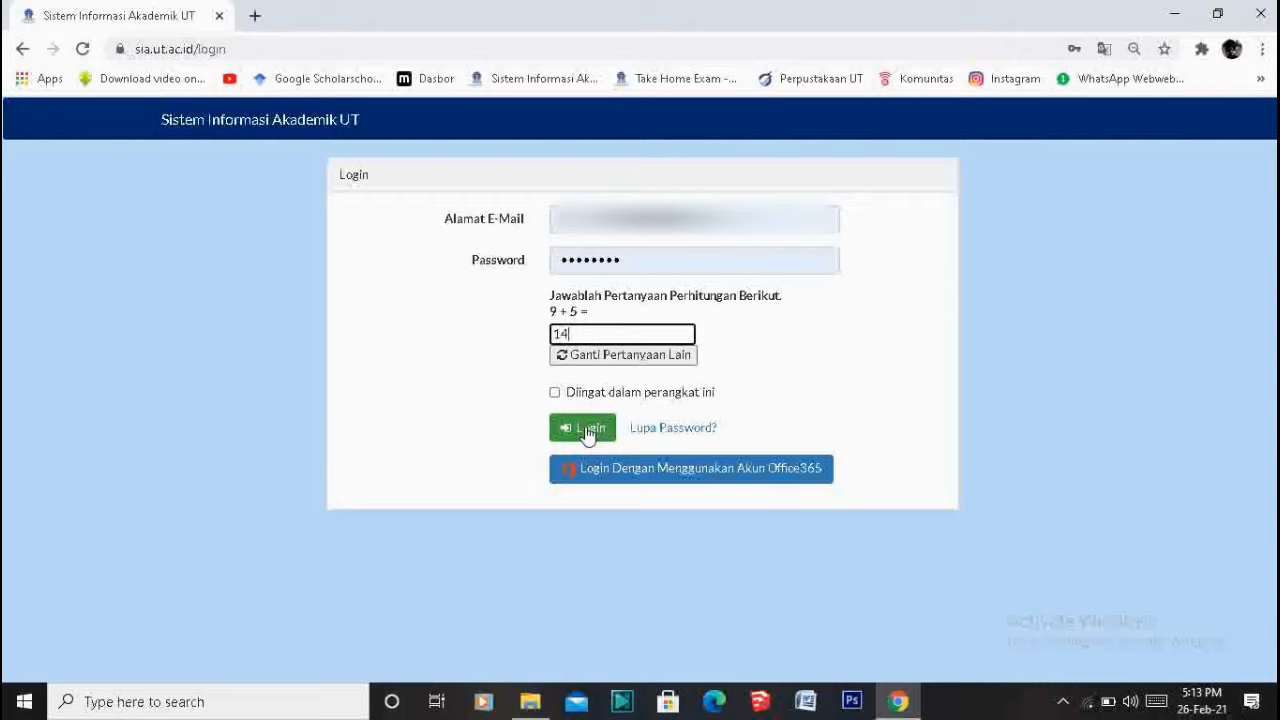 Sistem Informasi Akademik UT
sia.ut.ac.id/login
Apps Download video on... Google Scholarscho... Dasbor Sistem Informasi Ak... Take Home Exam -... Perpustakaan UT Komunitas Instagram WhatsApp Webweb... »
Sistem Informasi Akademik UT
Login
Alamat E-Mail
Password ••••••••
Jawablah Pertanyaan Perhitungan Berikut.
9 + 5 =
14
Ganti Pertanyaan Lain
Diingat dalam perangkat ini
Login Lupa Password?
Login Dengan Menggunakan Akun Office365
Type here to search
Ps
5:13 PM
26-Feb-21